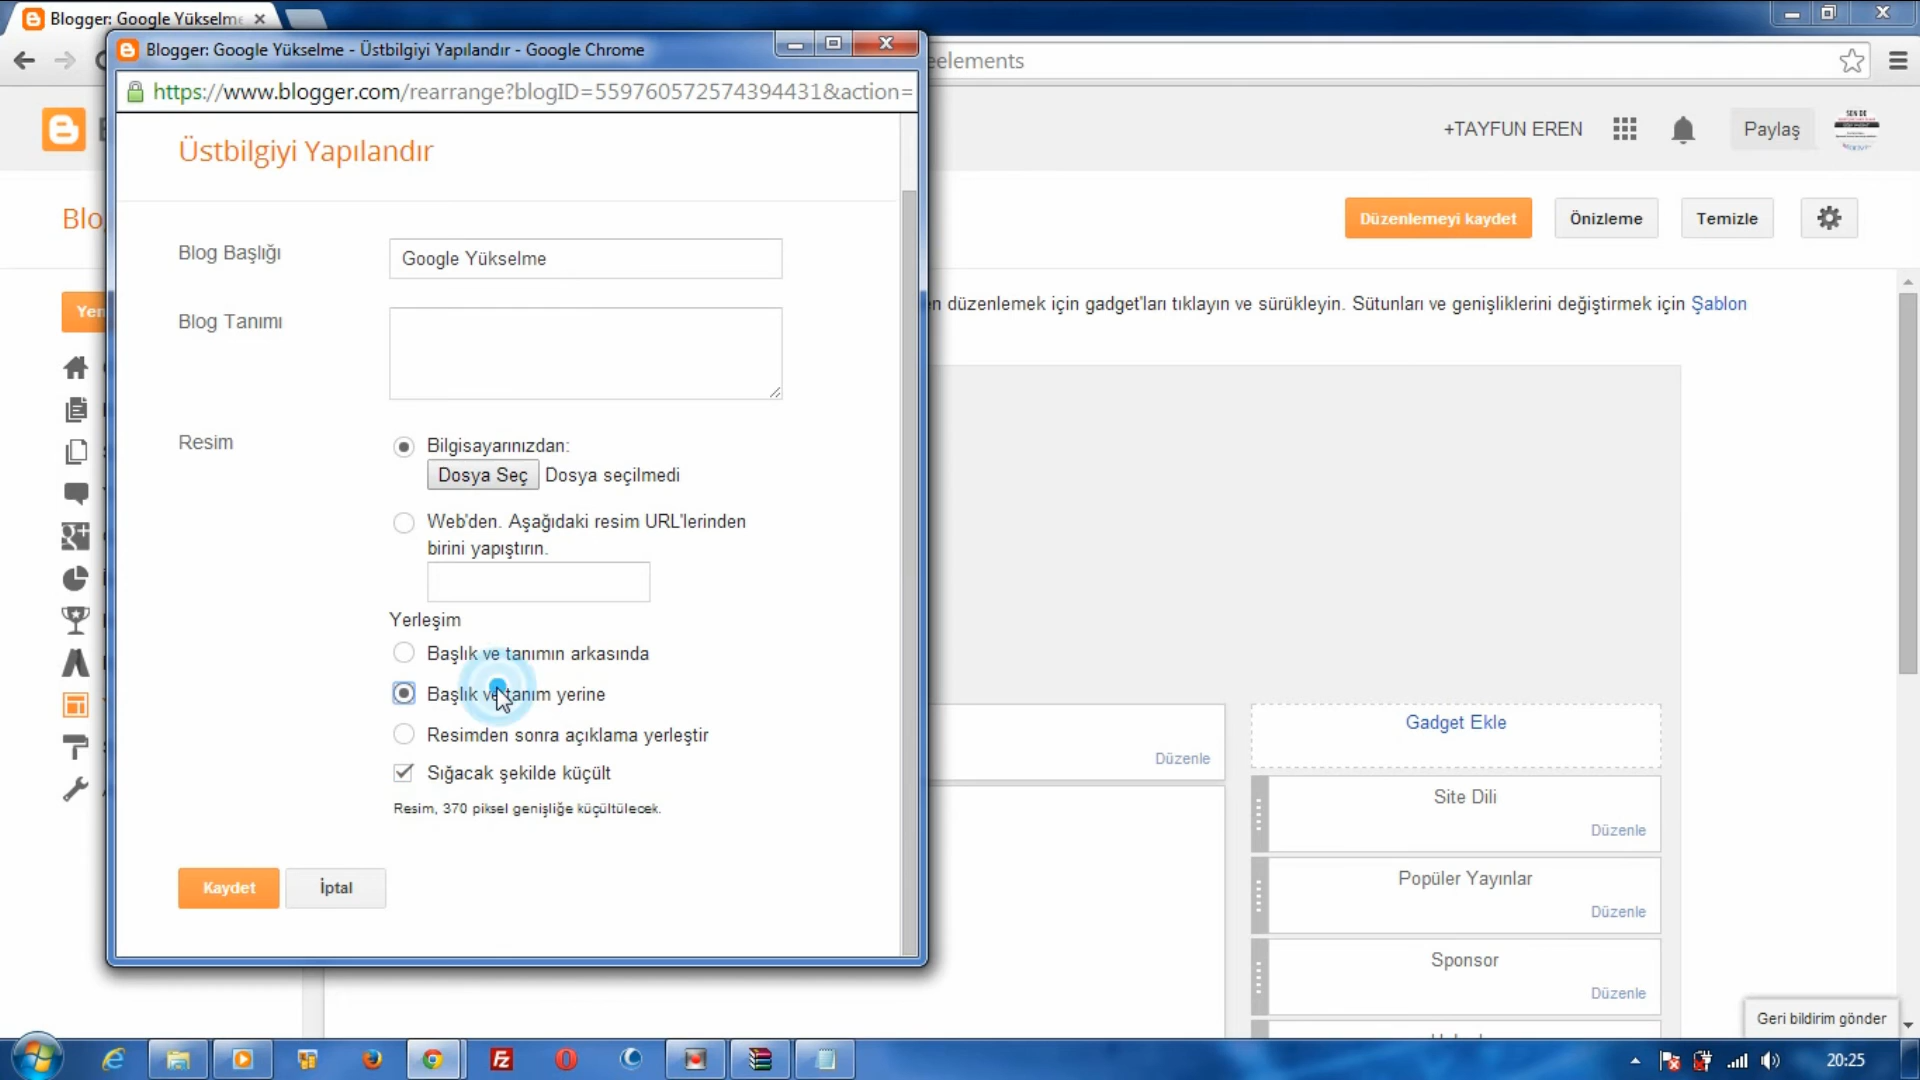 Blogger: Google Yükselme
Blogger: Google Yükselme - Üstbilgiyi Yapılandır - Google Chrome
eelements
https://www.blogger.com/rearrange?blogID=5597605725743944​31&action=
+TAYFUN EREN
Paylaş
Üstbilgiyi Yapılandır
Blo
Düzenlemeyi kaydet
Önizleme
Temizle
Blog Başlığı
Google Yükselme
Yen
n düzenlemek için gadget'ları tıklayın ve sürükleyin. Sütunları ve genişliklerini değiştirmek için Şablon
Blog Tanımı
Resim
Bilgisayarınızdan:
Dosya Seç Dosya seçilmedi
Web'den. Aşağıdaki resim URL'lerinden
birini yapıştırın.
Yerleşim
Başlık ve tanımın arkasında
Başlık ve tanım yerine
Resimden sonra açıklama yerleştir
Sığacak şekilde küçült
Resim, 370 piksel genişliğe küçültülecek.
Kaydet
İptal
Düzenle
Gadget Ekle
Site Dili
Düzenle
Popüler Yayınlar
Düzenle
Sponsor
Düzenle
Geri bildirim gönder
20:25